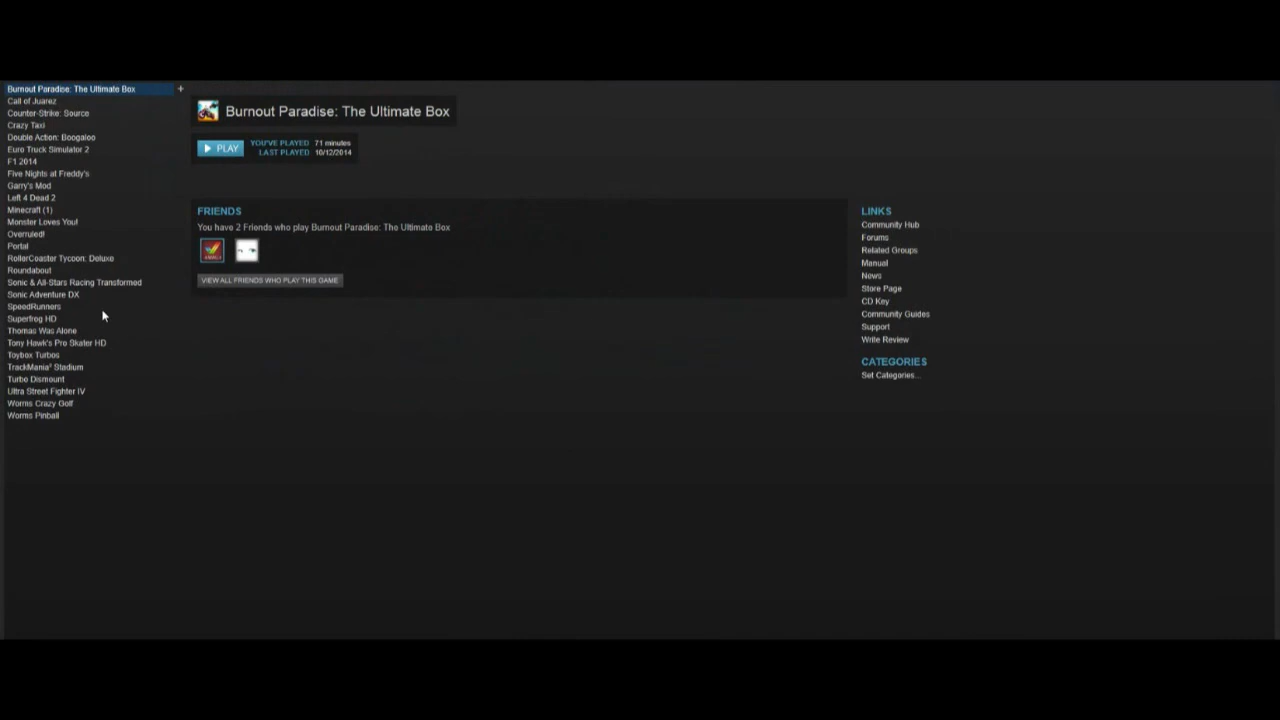 Burnout Paradise: The Ultimate Box
Call of Juarez
Counter-Strike: Source
Crazy Taxi
Double Action: Boogaloo
Euro Truck Simulator 2
F1 2014
Five Nights at Freddy's
Garry's Mod
Left 4 Dead 2
Minecraft (1)
Monster Loves You!
Overruled!
Portal
RollerCoaster Tycoon: Deluxe
Roundabout
Sonic & All-Stars Racing Transformed
Sonic Adventure DX
SpeedRunners
Superfrog HD
Thomas Was Alone
Tony Hawk's Pro Skater HD
Toybox Turbos
TrackMania² Stadium
Turbo Dismount
Ultra Street Fighter IV
Worms Crazy Golf
Worms Pinball
+
Burnout Paradise: The Ultimate Box
PLAY
YOU'VE PLAYED 71 minutes
LAST PLAYED 10/12/2014
FRIENDS
You have 2 Friends who play Burnout Paradise: The Ultimate Box
VIEW ALL FRIENDS WHO PLAY THIS GAME
LINKS
Community Hub
Forums
Related Groups
Manual
News
Store Page
CD Key
Community Guides
Support
Write Review
CATEGORIES
Set Categories...